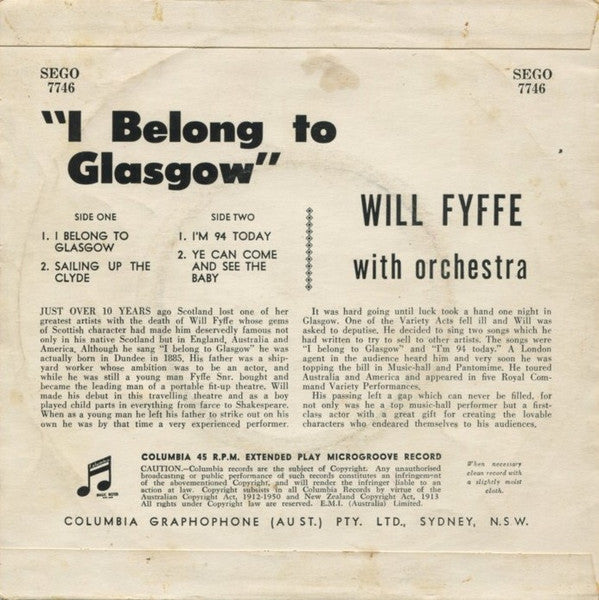 SEGO
7746
SEGO
7746
"I Belong to
Glasgow"
SIDE ONE
1. I BELONG TO
GLASGOW
2. SAILING UP THE
CLYDE
SIDE TWO
1. I'M 94 TODAY
2. YE CAN COME
AND SEE THE
BABY
WILL FYFFE
with orchestra
JUST OVER 10 YEARS ago Scotland lost one of her
greatest artists with the death of Will Fyffe whose gems
of Scottish character had made him deservedly famous not
only in his native Scotland but in England, Australia and
America. Although he sang "I belong to Glasgow" he was
actually born in Dundee in 1885. His father was a ship-
yard worker whose ambition was to be an actor, and
while he was still a young man Fyffe Snr. bought and
became the leading man of a portable fit-up theatre. Will
made his debut in this travelling theatre and as a boy
played child parts in everything from farce to Shakespeare.
When as a young man he left his father to strike out on his
own he was by that time a very experienced performer.
It was hard going until luck took a hand one night in
Glasgow. One of the Variety Acts fell ill and Will was
asked to deputise. He decided to sing two songs which he
had written to try to sell to other artists. The songs were
"I belong to Glasgow" and "I'm 94 today." A London
agent in the audience heard him and very soon he was
topping the bill in Music-hall and Pantomime. He toured
Australia and America and appeared in five Royal Com-
mand Variety Performances.
His passing left a gap which can never be filled, for
not only was he a top music-hall performer but a first-
class actor with a great gift for creating the lovable
characters who endeared themselves to his audiences.
COLUMBIA 45 R.P.M. EXTENDED PLAY MICROGROOVE RECORD
CAUTION.—Columbia records are the subject of Copyright. Any unauthorised
broadcasting or public performance of such records constitutes an infringement
of the abovementioned Copyright, and will render the infringer liable to an
action at law. Copyright subsists in all Columbia Records by virtue of the
Australian Copyright Act, 1912-1950 and New Zealand Copyright Act, 1913
All rights under Copyright law are reserved. E.M.I. (Australia) Limited.
When necessary
clean record with
a slightly moist
cloth.
COLUMBIA GRAPHOPHONE (AUST.) PTY. LTD., SYDNEY, N.S.W.